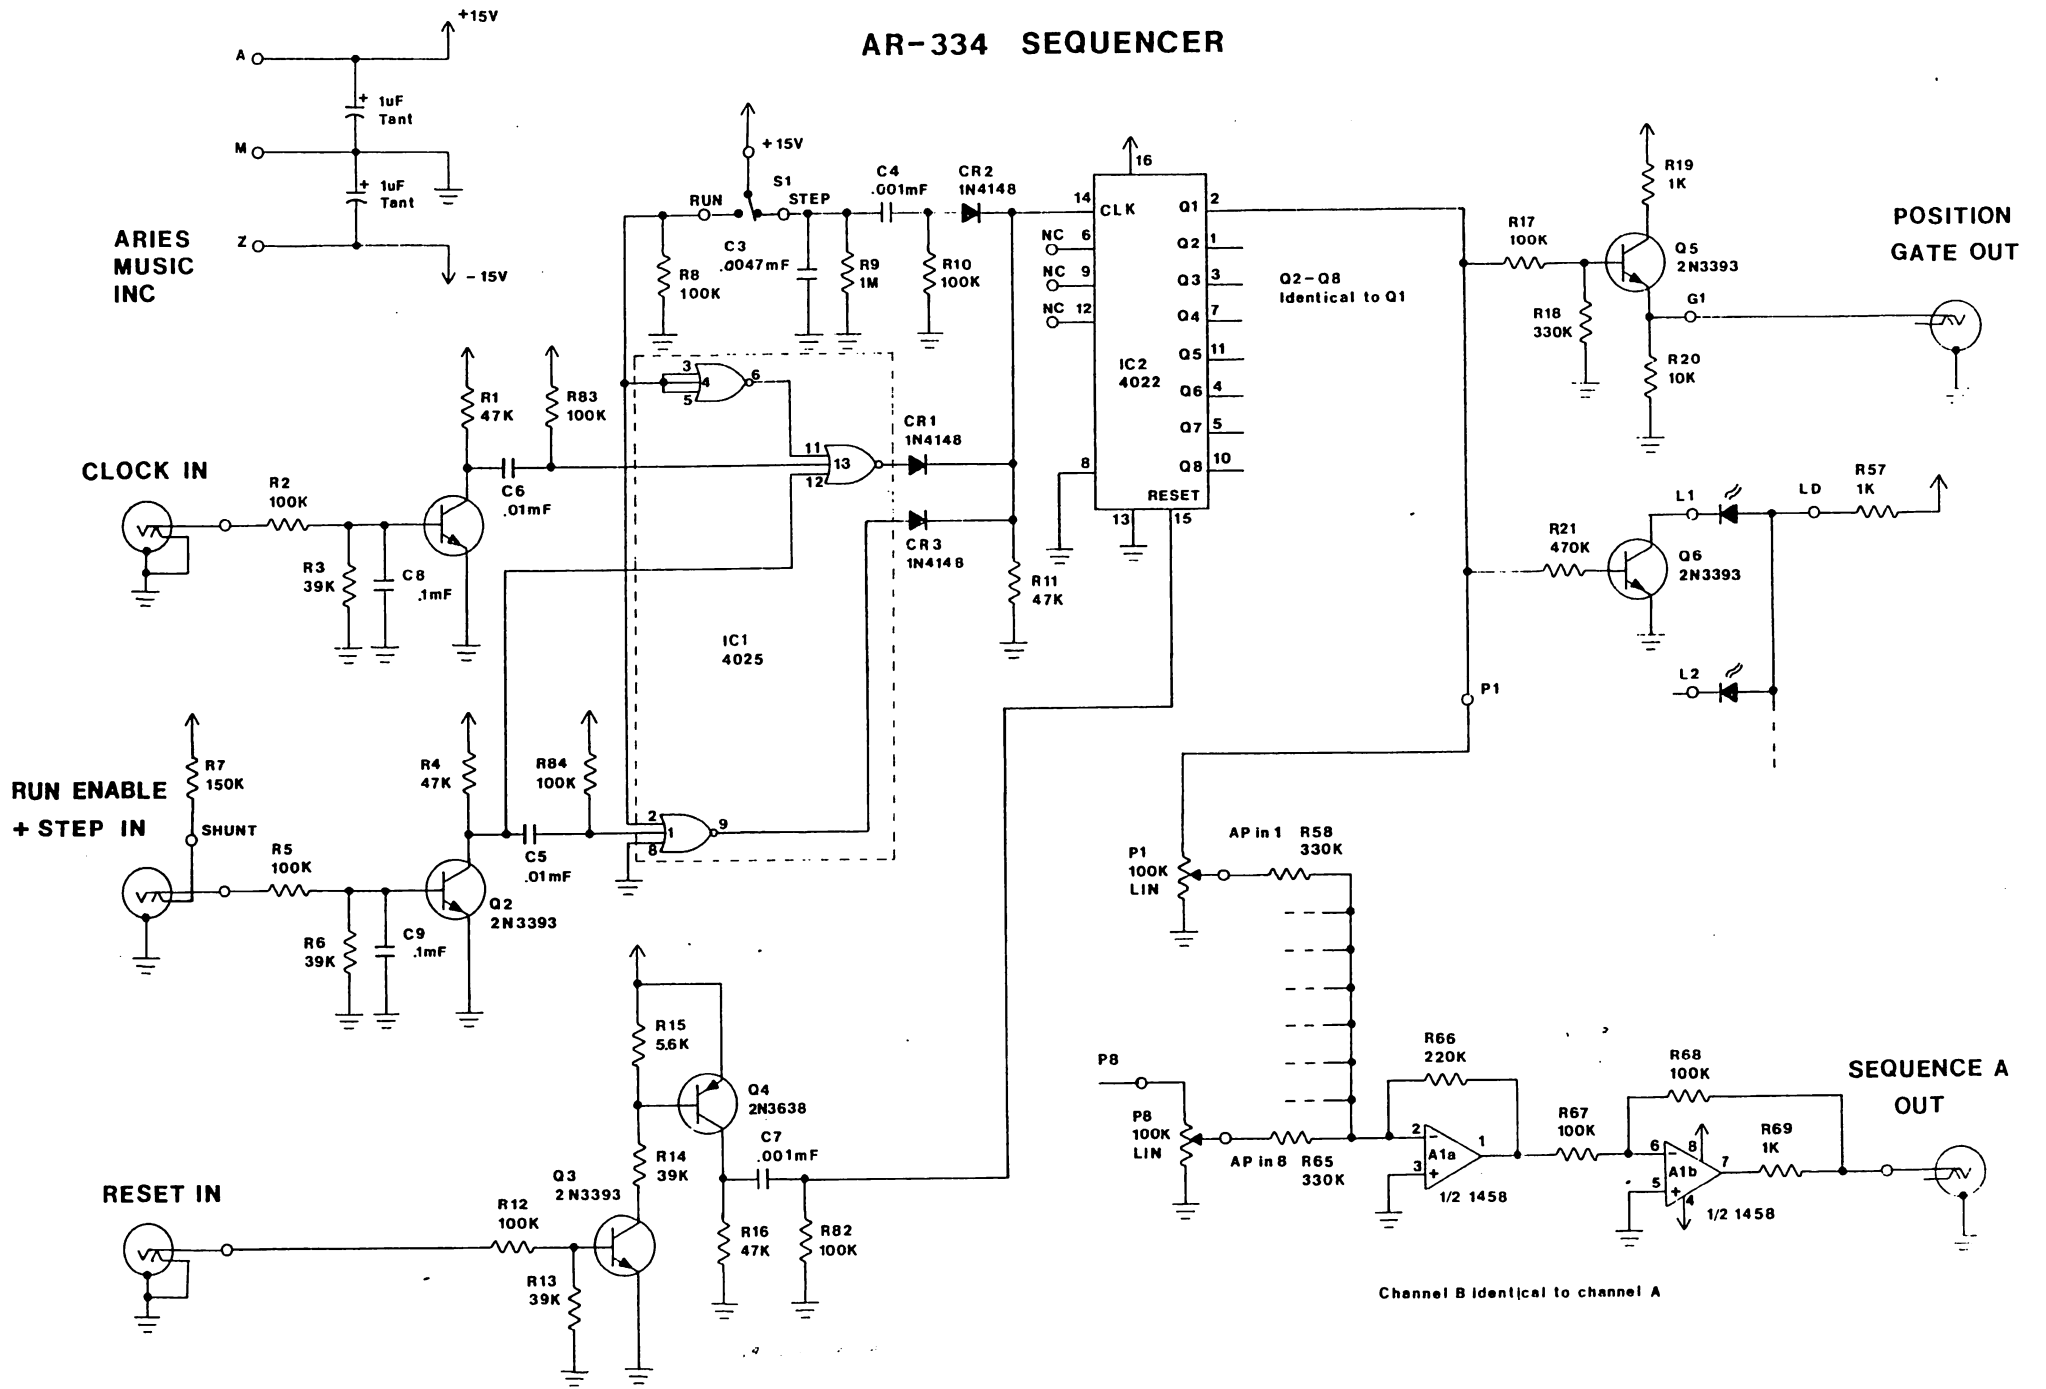 AR-334 SEQUENCER
+15V
A
+ 1uF
Tant
M
+ 1uF
Tant
Z
-15V
ARIES
MUSIC
INC
+15V
S1
RUN
STEP
C3
.0047mF
R8
100K
R9
1M
C4
.001mF
R10
100K
CR2
1N4148
16
14
CLK
NC 6
NC 9
NC 12
IC2
4022
8
13
15
RESET
Q1 2
Q2 1
Q3 3
Q4 7
Q5 11
Q6 4
Q7 5
Q8 10
Q2-Q8
Identical to Q1
R17
100K
R18
330K
R19
1K
Q5
2N3393
G1
R20
10K
POSITION
GATE OUT
CLOCK IN
R2
100K
R3
39K
C8
.1mF
R1
47K
R83
100K
C6
.01mF
3
4
5
6
11
13
12
CR1
1N4148
CR3
1N4148
R11
47K
IC1
4025
L1
LD
R57
1K
R21
470K
Q6
2N3393
L2
P1
RUN ENABLE
+ STEP IN
R7
150K
SHUNT
R5
100K
R6
39K
C9
.1mF
R4
47K
Q2
2N3393
R84
100K
C5
.01mF
2
1
8
9
P1
100K
LIN
AP in 1
R58
330K
P8
P8
100K
LIN
AP in 8
R65
330K
R66
220K
2
-
3
+
A1a
1
1/2 1458
R67
100K
R68
100K
6
-
5
+
A1b
8
4
7
1/2 1458
R69
1K
SEQUENCE A
OUT
RESET IN
R12
100K
R13
39K
Q3
2N3393
R15
5.6K
R14
39K
Q4
2N3638
C7
.001mF
R16
47K
R82
100K
Channel B identical to channel A